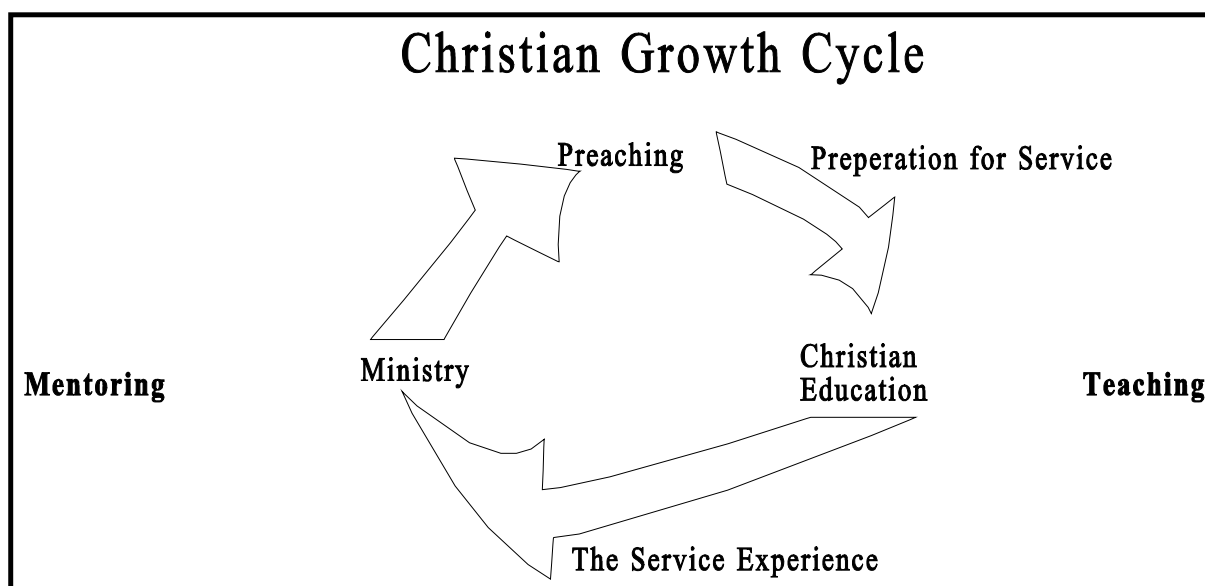 Christian Growth Cycle
Preaching
Preperation for Service
Mentoring
Ministry
Christian
Education
Teaching
The Service Experience